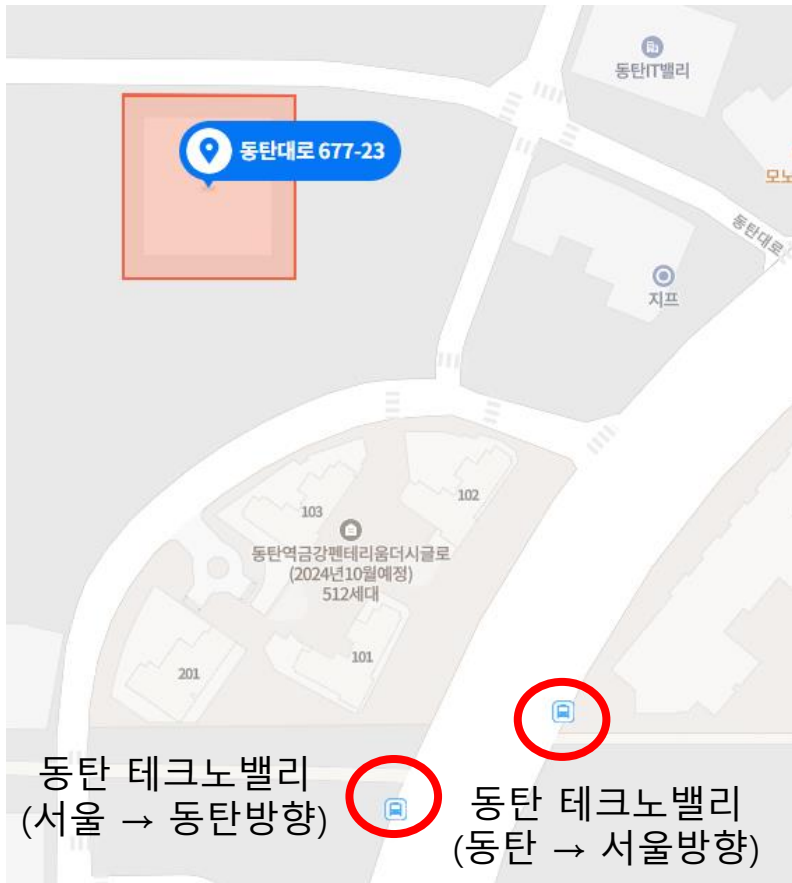 동탄IT밸리
동탄대로 677-23
모노
동탄대로
지프
102
103
동탄역금강펜테리움더시글로
(2024년10월예정)
512세대
101
201
동탄 테크노밸리
(서울 → 동탄방향)
동탄 테크노밸리
(동탄 → 서울방향)